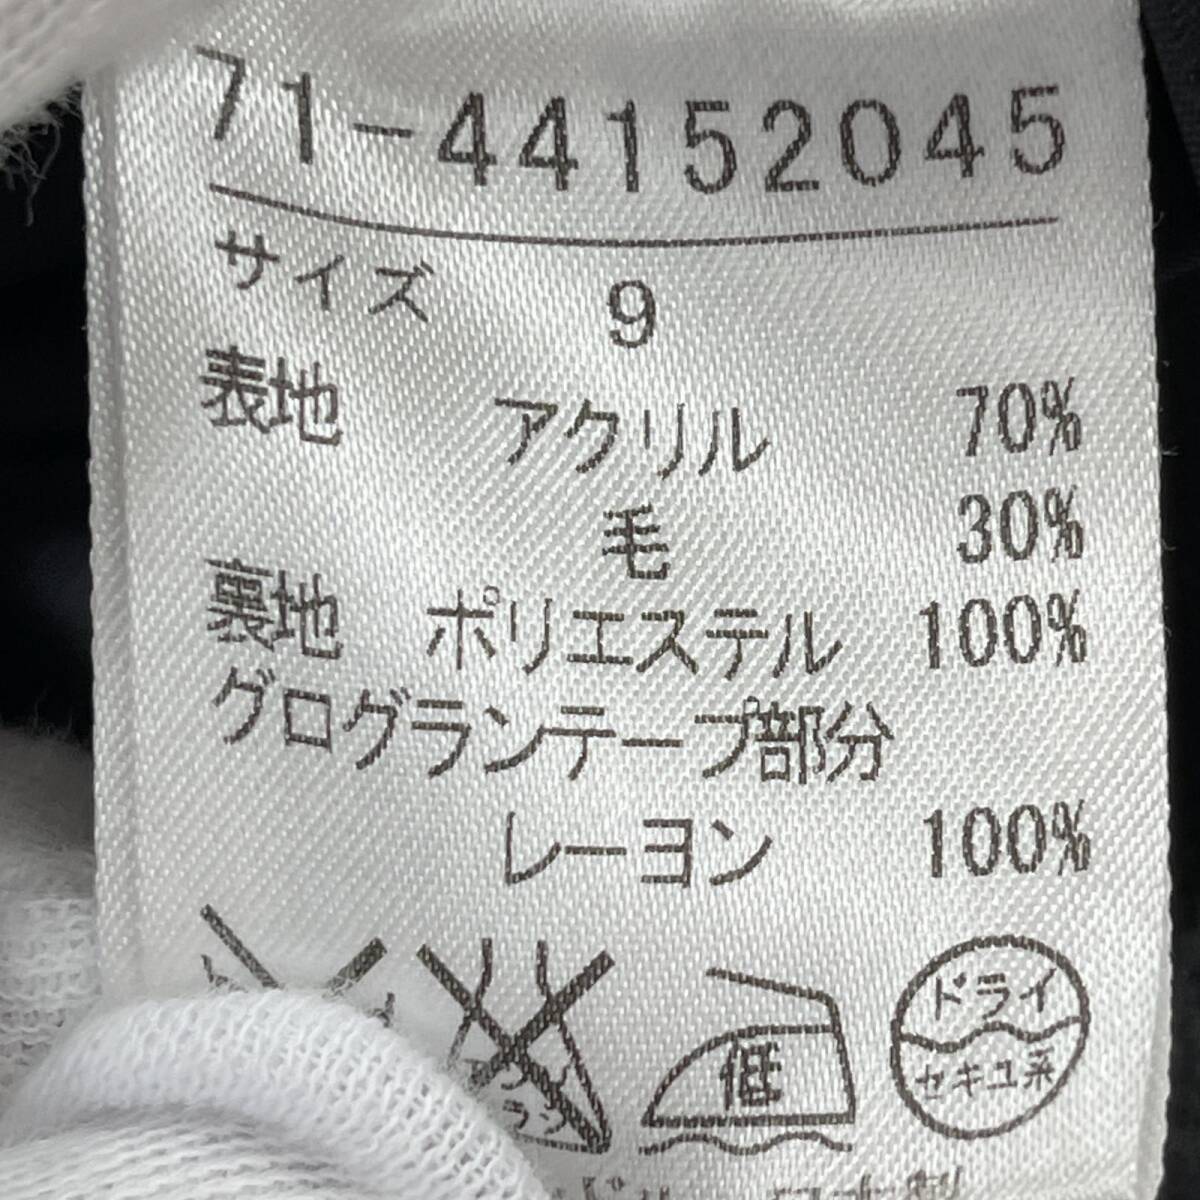 71-44152045
サイズ 9
表地 アクリル 70%
毛 30%
裏地 ポリエステル 100%
グログランテープ部分
レーヨン 100%
低
ドライ
セキユ系